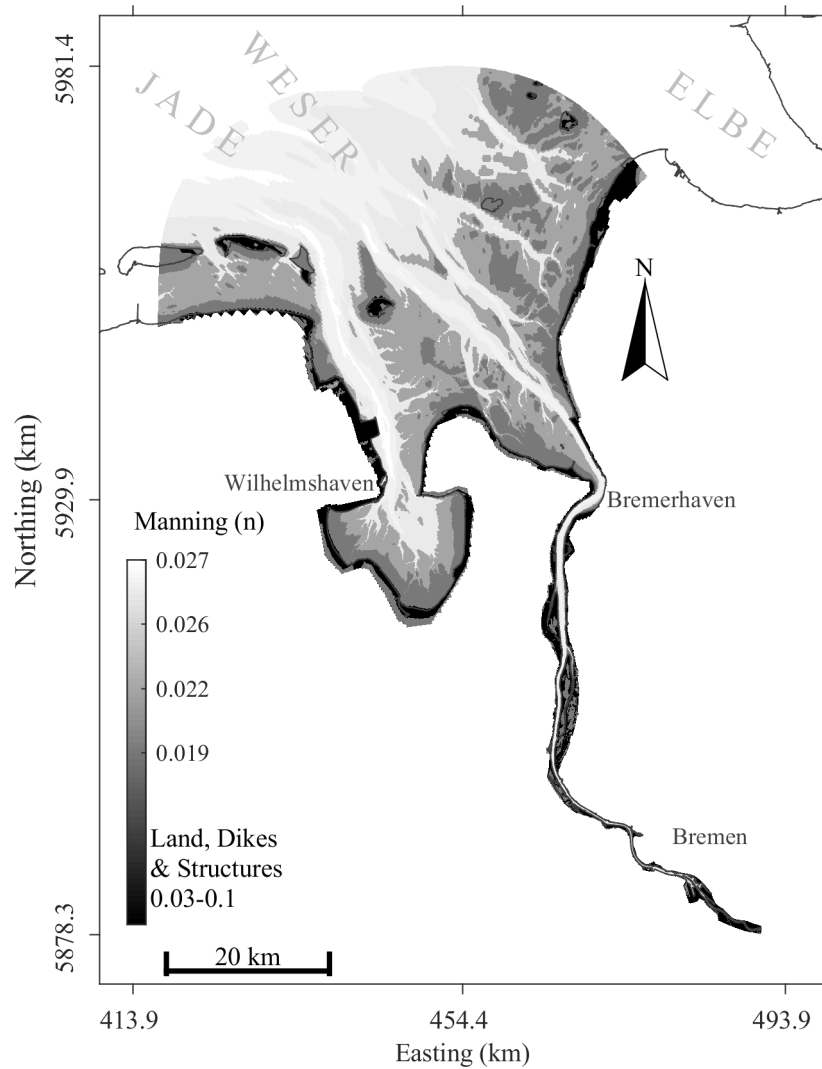 5981.4
JADE
WESER
ELBE
N
Wilhelmshaven
Bremerhaven
5929.9
Northing (km)
Manning (n)
0.027
0.026
0.022
0.019
Land, Dikes
& Structures
0.03-0.1
Bremen
5878.3
20 km
413.9
454.4
493.9
Easting (km)